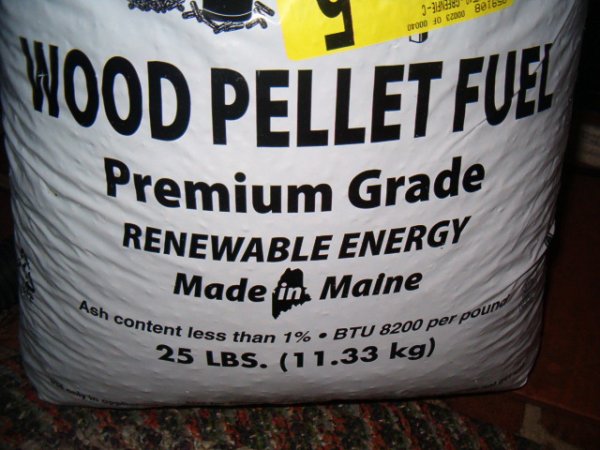 WOOD PELLET FUEL
Premium Grade
RENEWABLE ENERGY
Made in Maine
Ash content less than 1% • BTU 8200 per pound
25 LBS. (11.33 kg)